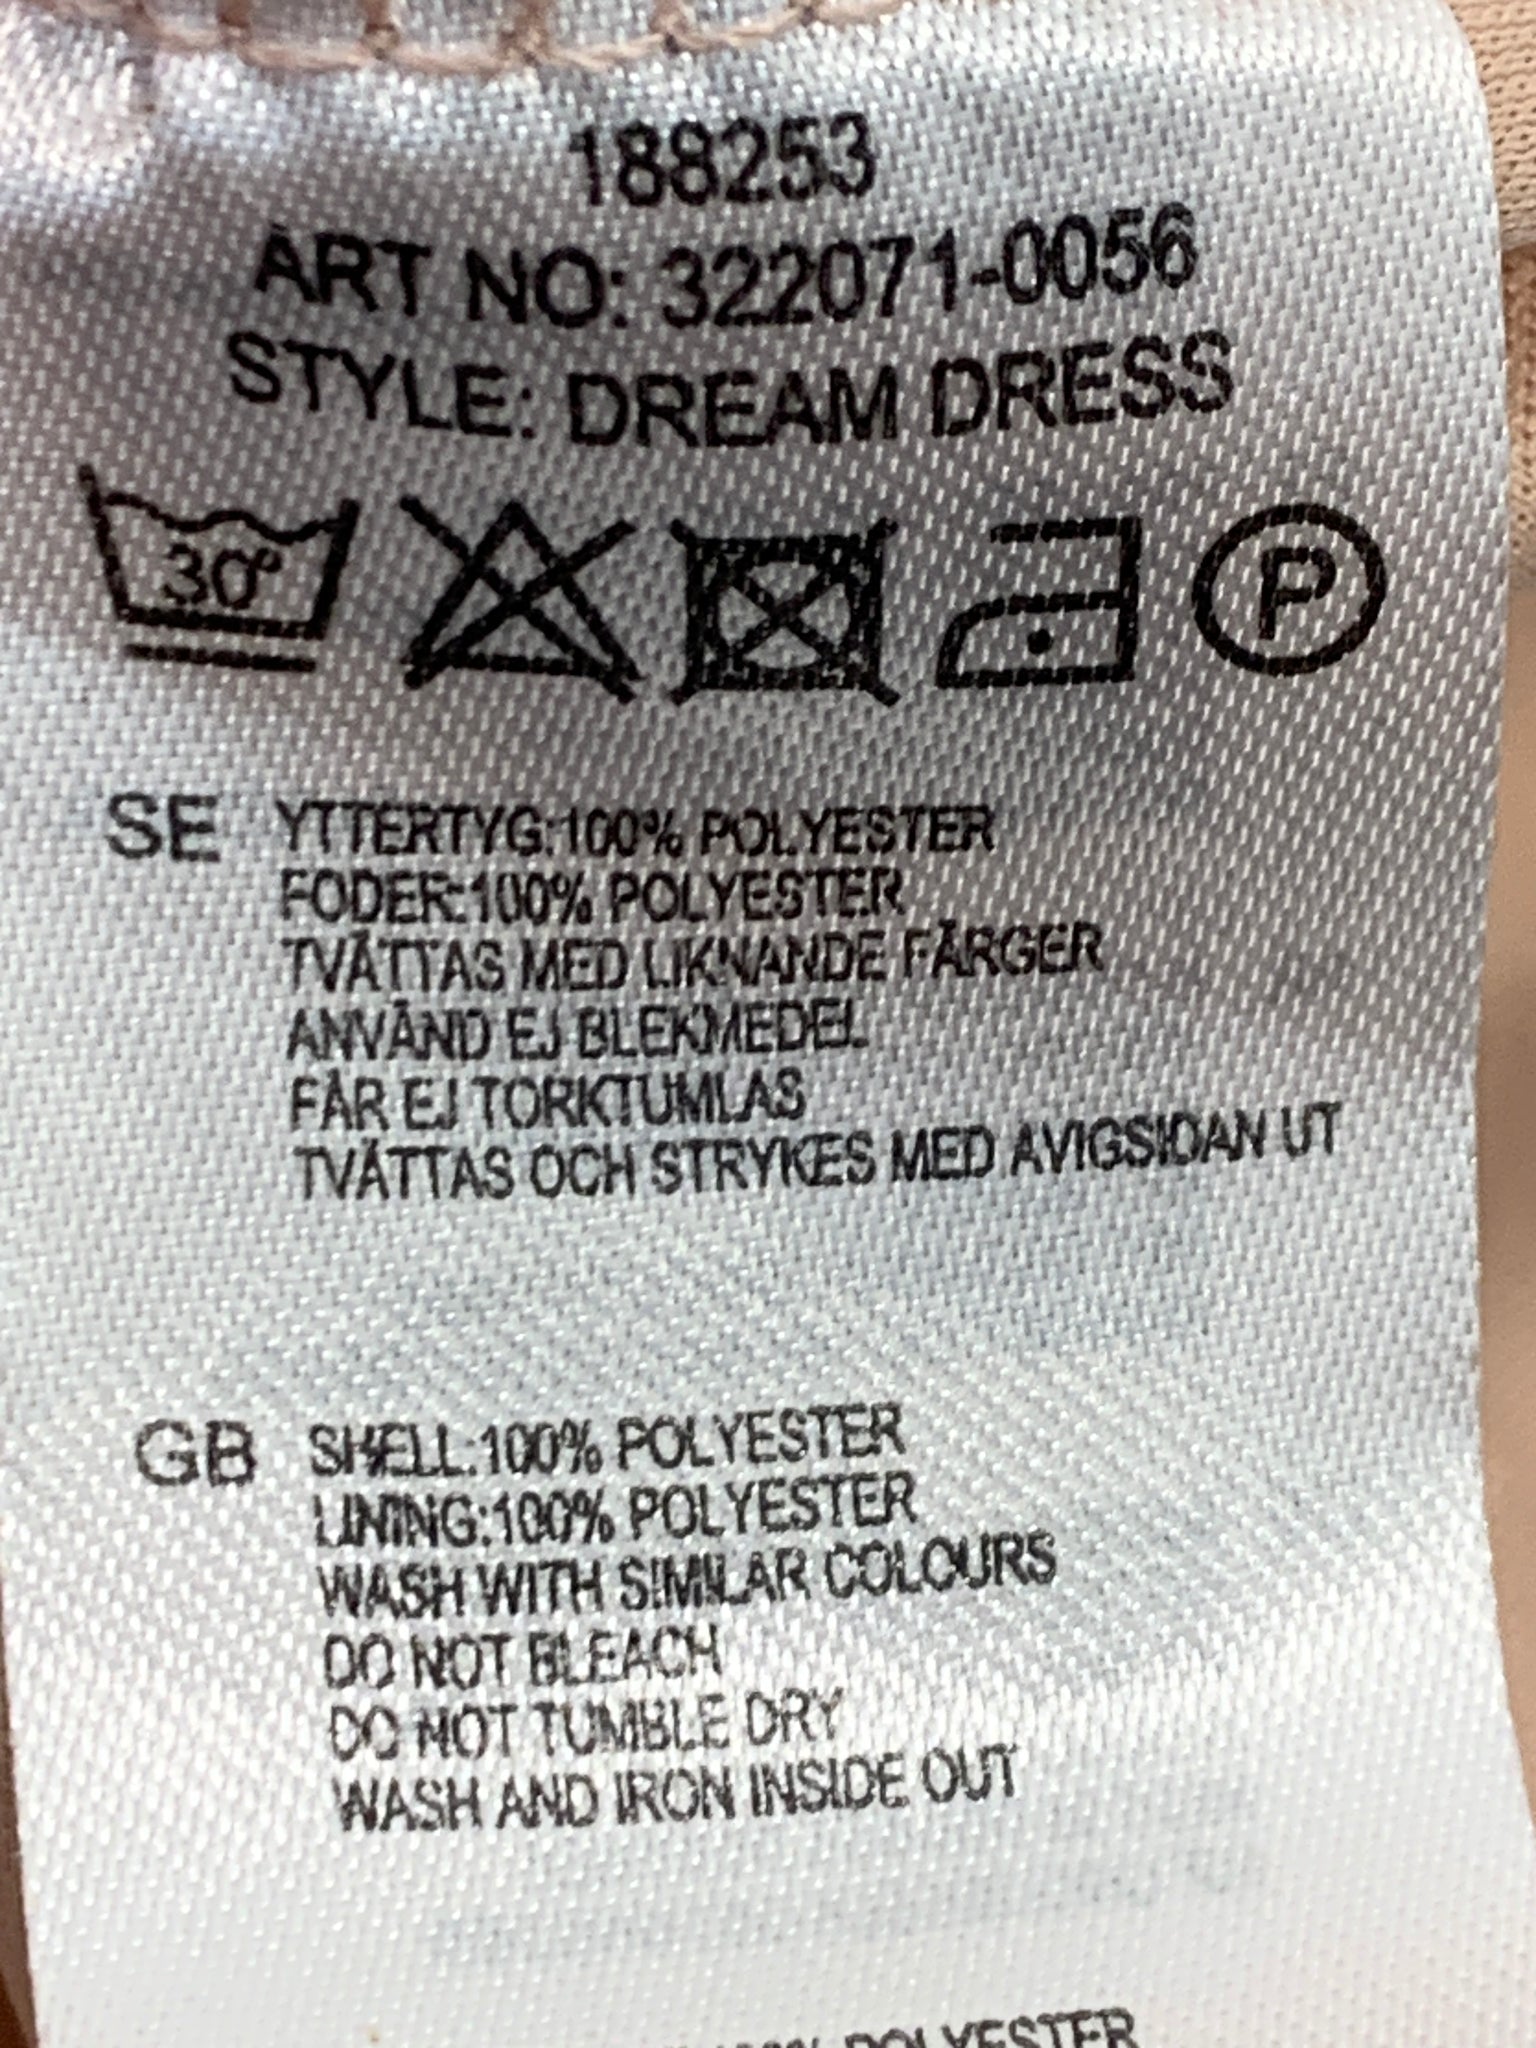 188253
ART NO: 322071-0056
STYLE: DREAM DRESS
30°
P
SE YTTERTYG:100% POLYESTER
FODER:100% POLYESTER
TVÄTTAS MED LIKNANDE FÄRGER
ANVÄND EJ BLEKMEDEL
FÅR EJ TORKTUMLAS
TVÄTTAS OCH STRYKES MED AVIGSIDAN UT
GB SHELL:100% POLYESTER
LINING:100% POLYESTER
WASH WITH SIMILAR COLOURS
DO NOT BLEACH
DO NOT TUMBLE DRY
WASH AND IRON INSIDE OUT
POLYESTER